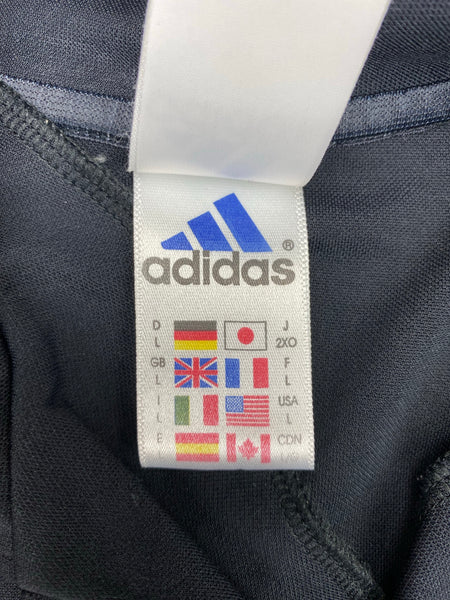 ®
adidas
D J
L 2XO
GB F
L L
I USA
L L
E CDN